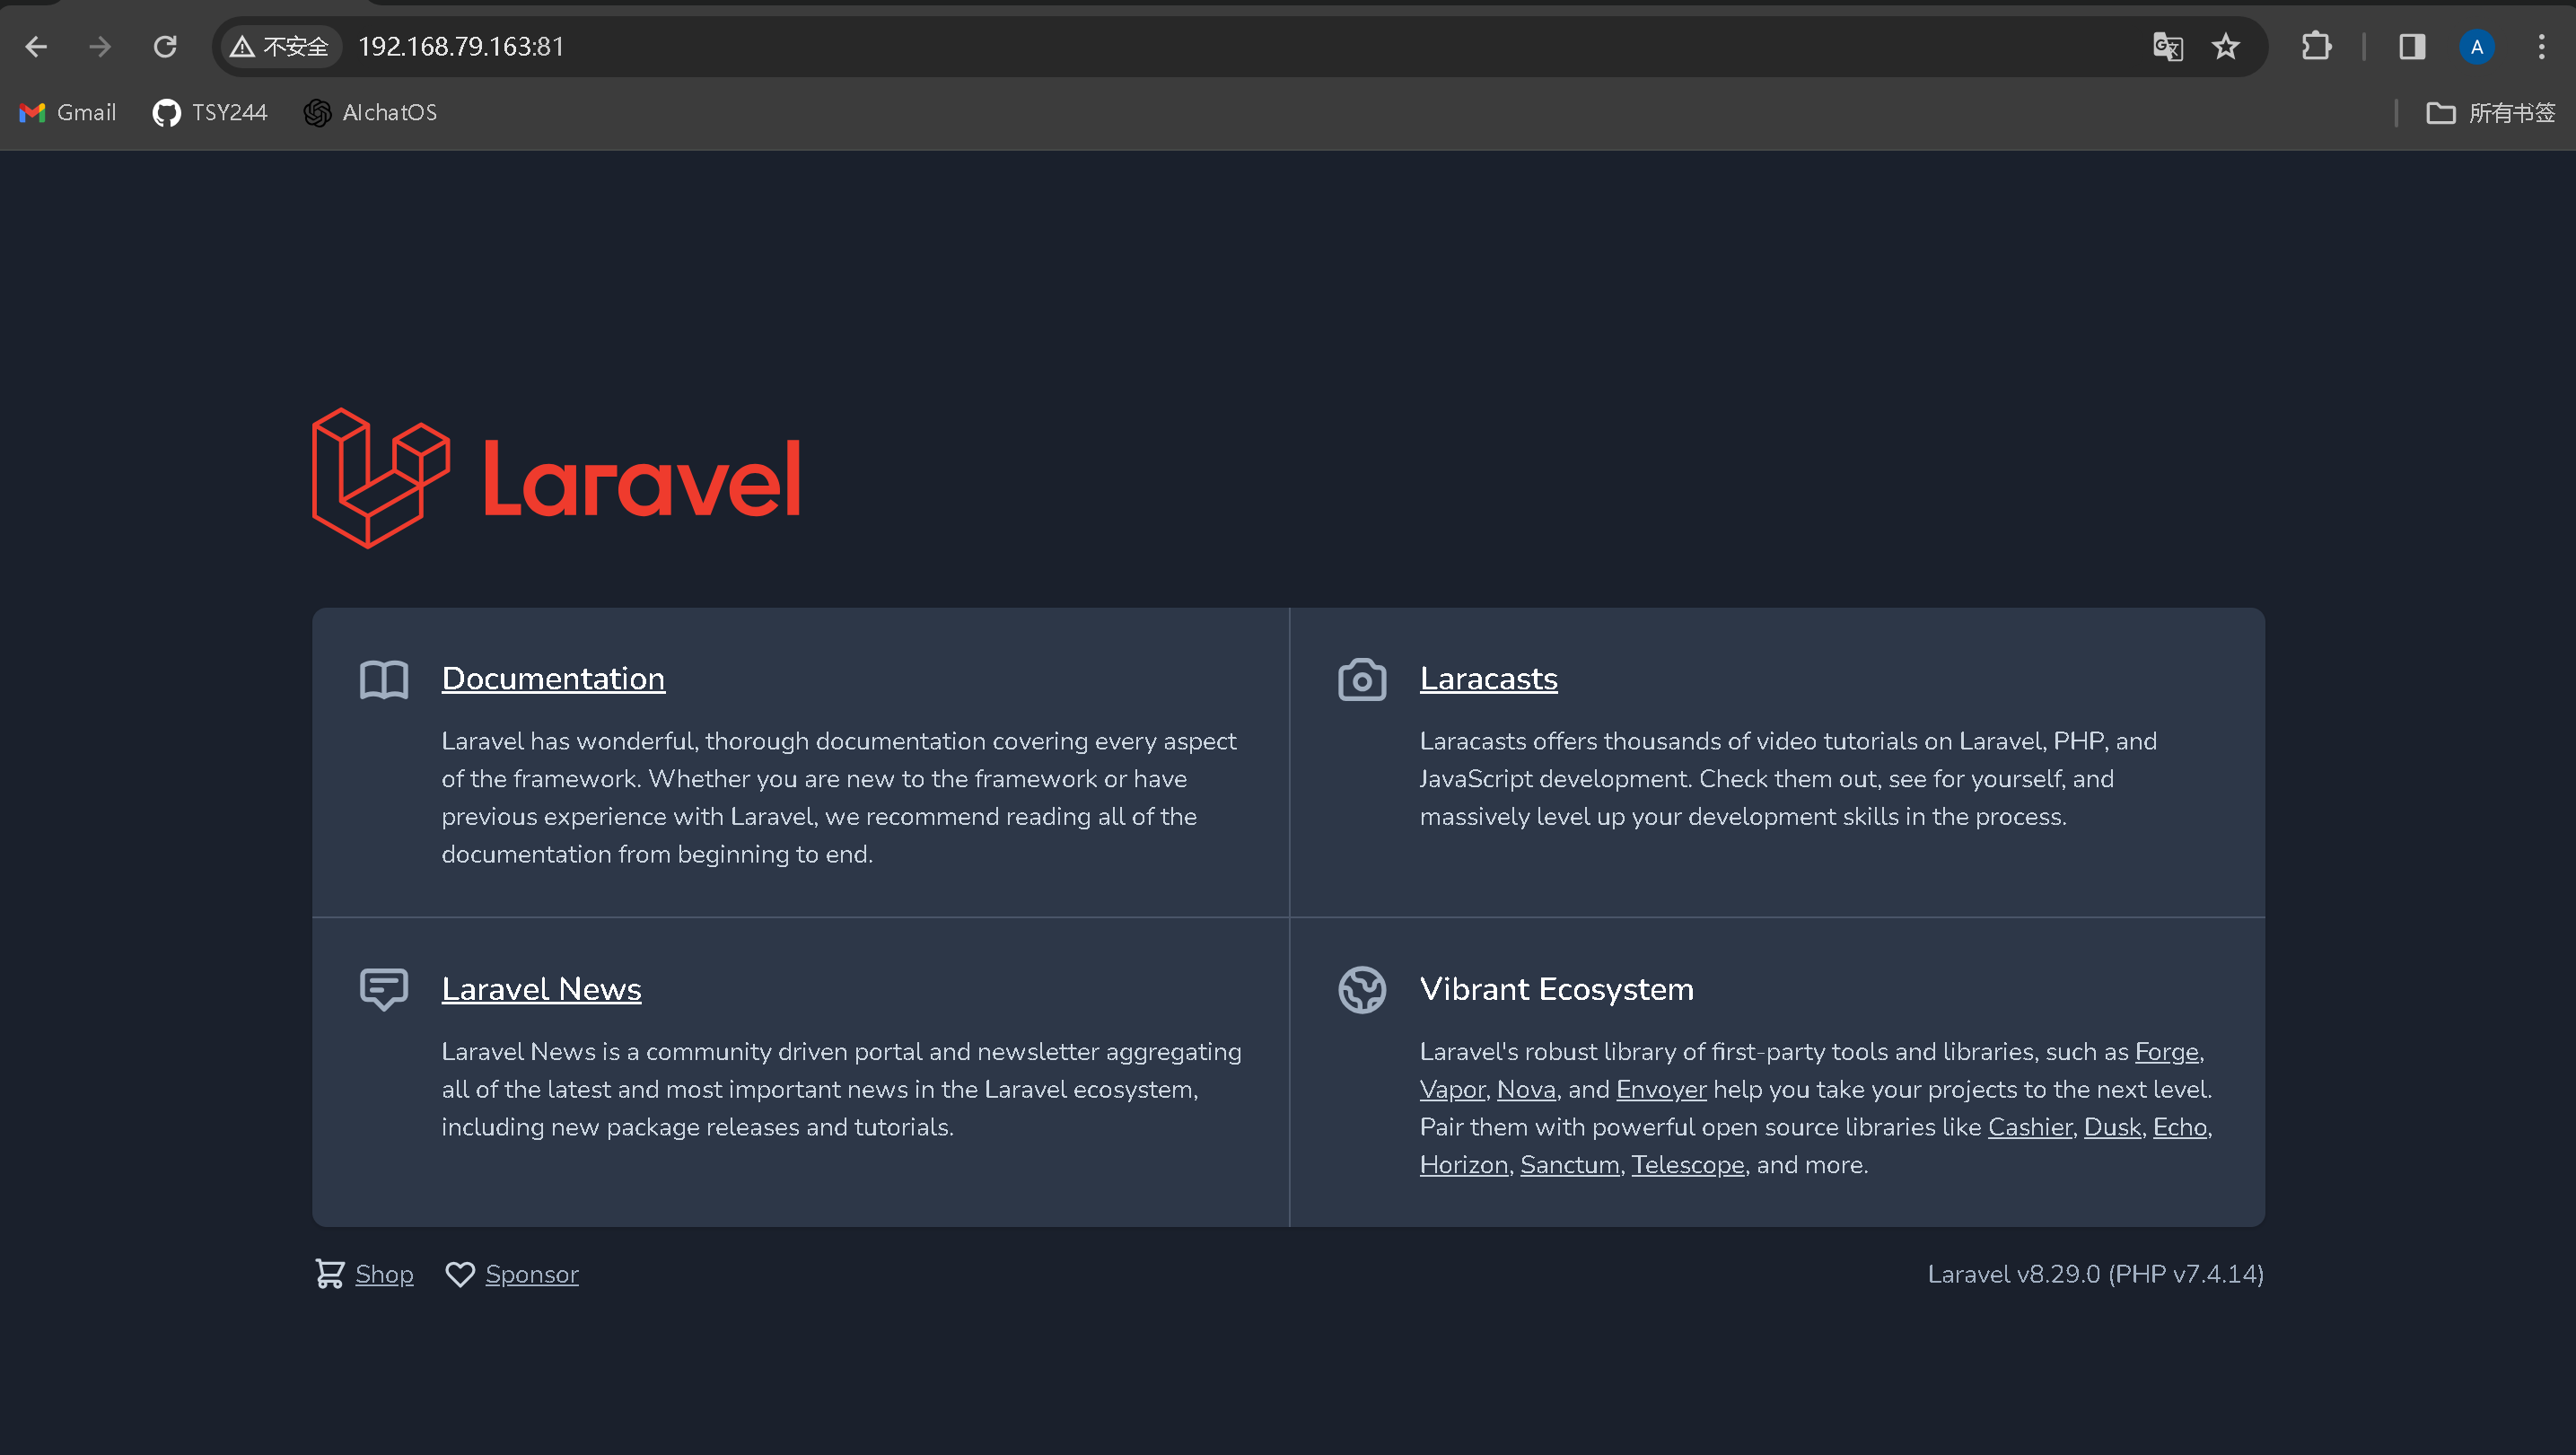 不安全 192.168.79.163:81
A
Gmail TSY244 AIchatOS 所有书签
Laravel
Documentation
Laravel has wonderful, thorough documentation covering every aspect
of the framework. Whether you are new to the framework or have
previous experience with Laravel, we recommend reading all of the
documentation from beginning to end.
Laracasts
Laracasts offers thousands of video tutorials on Laravel, PHP, and
JavaScript development. Check them out, see for yourself, and
massively level up your development skills in the process.
Laravel News
Laravel News is a community driven portal and newsletter aggregating
all of the latest and most important news in the Laravel ecosystem,
including new package releases and tutorials.
Vibrant Ecosystem
Laravel's robust library of first-party tools and libraries, such as Forge,
Vapor, Nova, and Envoyer help you take your projects to the next level.
Pair them with powerful open source libraries like Cashier, Dusk, Echo,
Horizon, Sanctum, Telescope, and more.
Shop Sponsor
Laravel v8.29.0 (PHP v7.4.14)